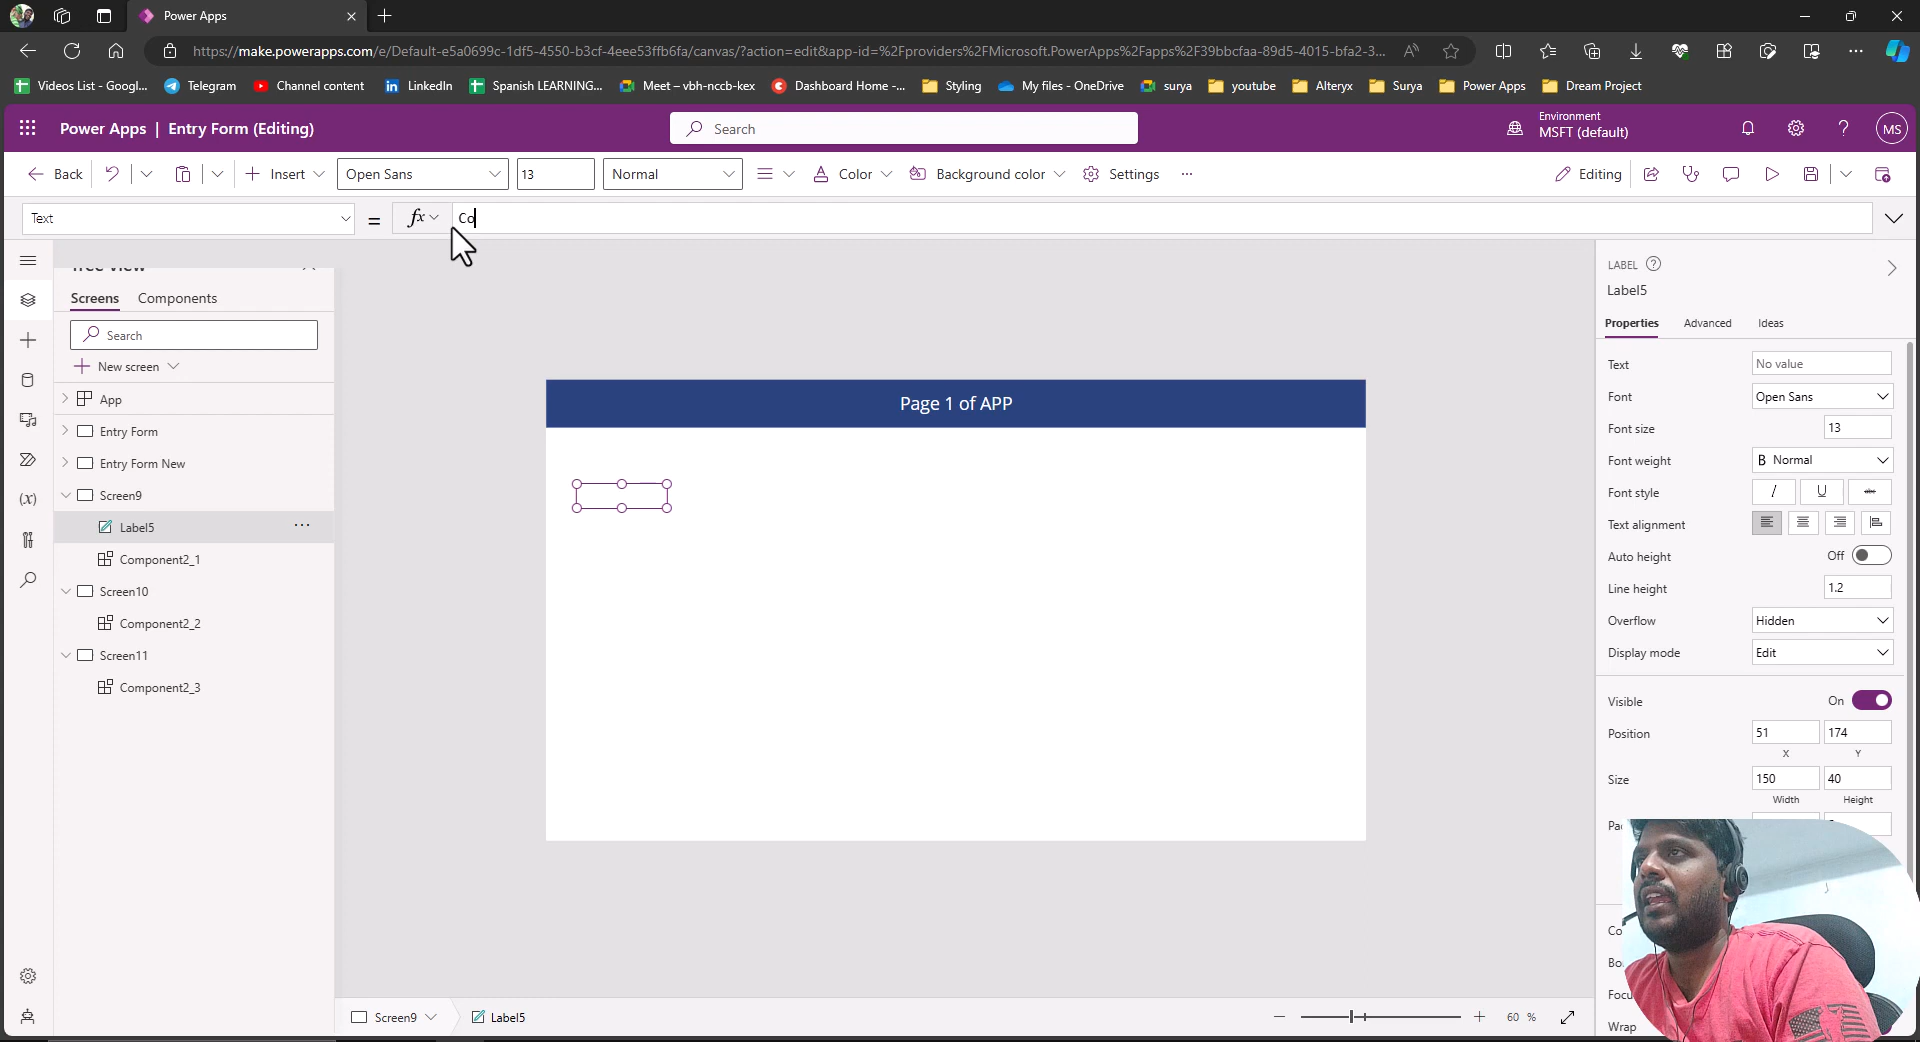 Power Apps
https://make.powerapps.com/e/Default-e5a0699c-1df5-4550-b3cf-4eee53ffb6fa/canvas/?action=edit&app-id=%2Fproviders%2FMicrosoft.PowerApps%2Fapps%2F39bbcfaa-89d5-4015-bfa2-3...
Videos List - Googl... Telegram Channel content LinkedIn Spanish LEARNING... Meet – vbh-nccb-kex Dashboard Home -... Styling My files - OneDrive surya youtube Alteryx Surya Power Apps Dream Project
Power Apps | Entry Form (Editing)
Search
Environment
MSFT (default)
MS
Back Insert Open Sans 13 Normal Color Background color Settings ... Editing
Text = fx Co
Tree view
Screens Components
Search
New screen
App
Entry Form
Entry Form New
Screen9
Label5 ...
Component2_1
Screen10
Component2_2
Screen11
Component2_3
Page 1 of APP
LABEL
Label5
Properties Advanced Ideas
Text No value
Font Open Sans
Font size 13
Font weight B Normal
Font style
Text alignment
Auto height Off
Line height 1.2
Overflow Hidden
Display mode Edit
Visible On
Position 51 174
X Y
Size 150 40
Width Height
Wrap
Screen9 Label5
60 %